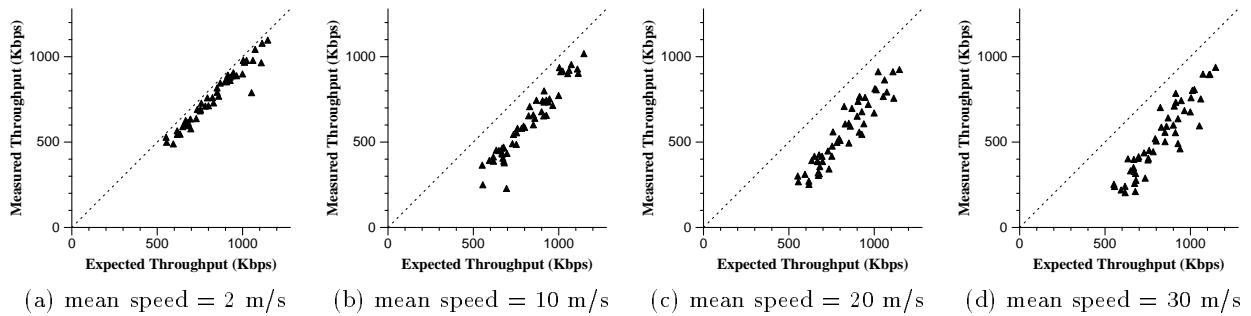 Measured Throughput (Kbps)
1000
500
0
0
500
1000
Expected Throughput (Kbps)
(a) mean speed = 2 m/s
Measured Throughput (Kbps)
1000
500
0
0
500
1000
Expected Throughput (Kbps)
(b) mean speed = 10 m/s
Measured Throughput (Kbps)
1000
500
0
0
500
1000
Expected Throughput (Kbps)
(c) mean speed = 20 m/s
Measured Throughput (Kbps)
1000
500
0
0
500
1000
Expected Throughput (Kbps)
(d) mean speed = 30 m/s